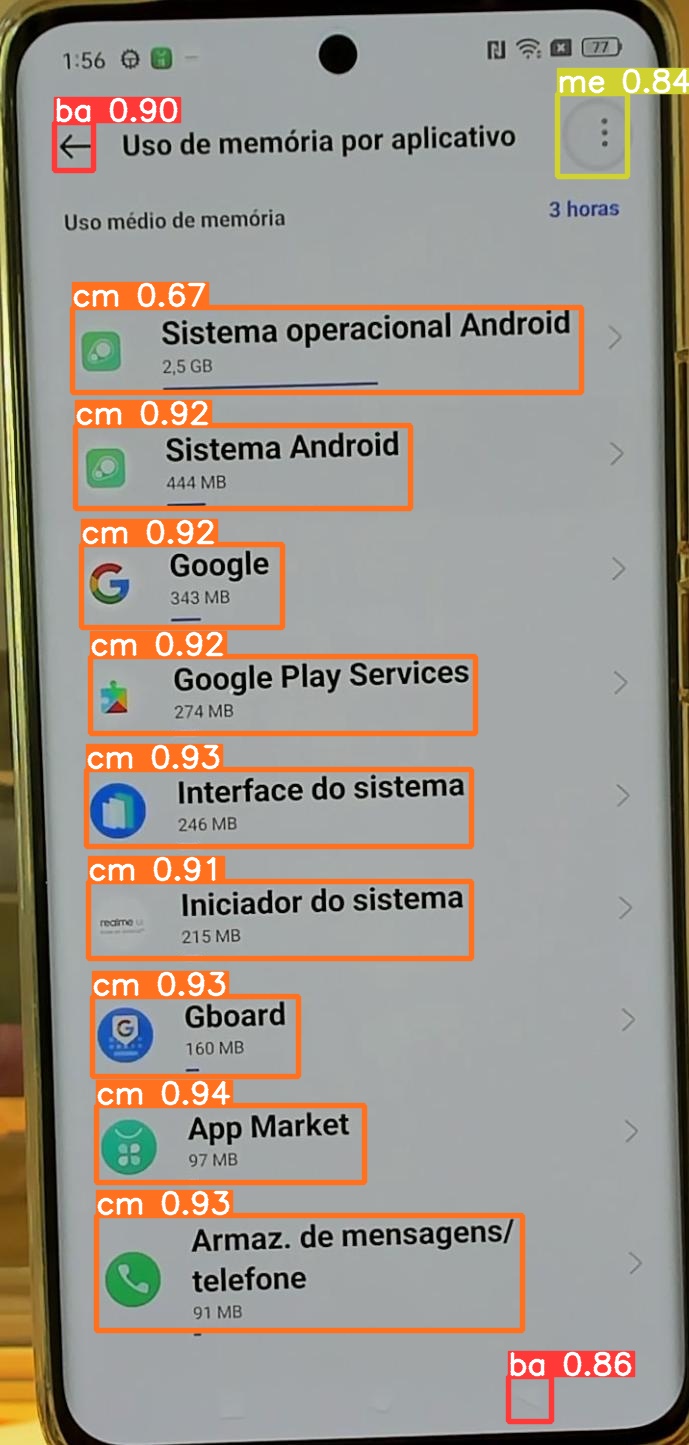 1:56
77
me 0.84
ba 0.90
Uso de memória por aplicativo
Uso médio de memória
3 horas
cm 0.67
Sistema operacional Android
2,5 GB
cm 0.92
Sistema Android
444 MB
cm 0.92
Google
343 MB
cm 0.92
Google Play Services
274 MB
cm 0.93
Interface do sistema
246 MB
cm 0.91
Iniciador do sistema
realme UI
215 MB
cm 0.93
Gboard
160 MB
cm 0.94
App Market
97 MB
cm 0.93
Armaz. de mensagens/
telefone
91 MB
ba 0.86